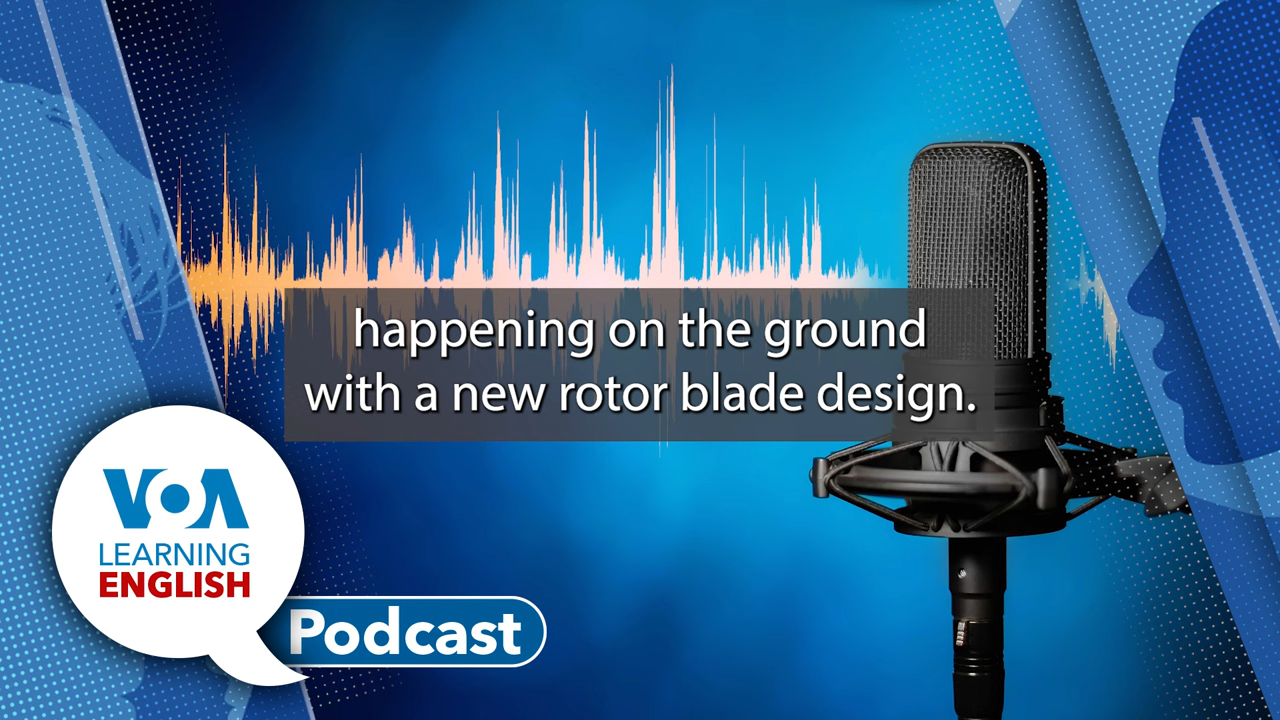 happening on the ground
with a new rotor blade design.
VOA
LEARNING
ENGLISH
Podcast